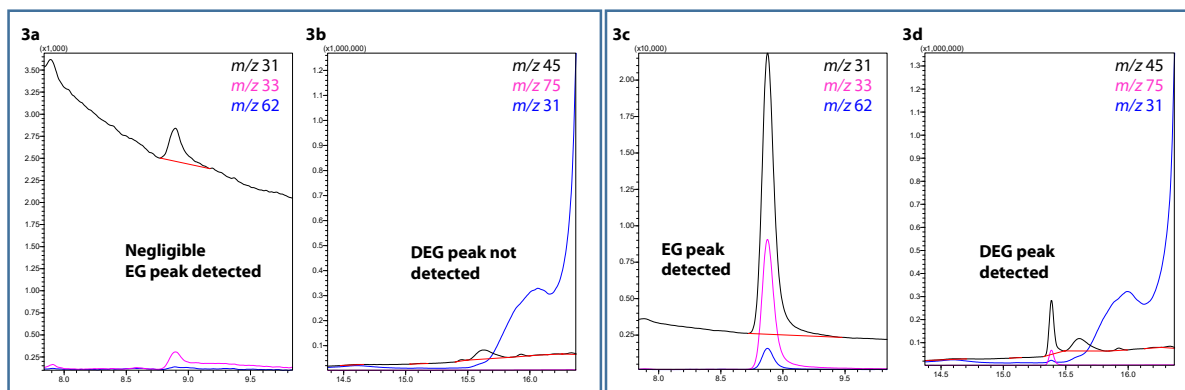 3a
(x1,000)
m/z 31
m/z 33
m/z 62
3.50
3.25
3.00
2.75
2.50
2.25
2.00
1.75
1.50
1.25
1.00
0.75
0.50
0.25
Negligible
EG peak detected
8.0
8.5
9.0
9.5
3b
(x1,000,000)
m/z 45
m/z 75
m/z 31
1.2
1.1
1.0
0.9
0.8
0.7
0.6
0.5
0.4
0.3
0.2
0.1
DEG peak not
detected
14.5
15.0
15.5
16.0
3c
(x10,000)
m/z 31
m/z 33
m/z 62
2.00
1.75
1.50
1.25
1.00
0.75
0.50
0.25
EG peak
detected
8.0
8.5
9.0
9.5
3d
(x1,000,000)
m/z 45
m/z 75
m/z 31
1.3
1.2
1.1
1.0
0.9
0.8
0.7
0.6
0.5
0.4
0.3
0.2
0.1
DEG peak
detected
14.5
15.0
15.5
16.0